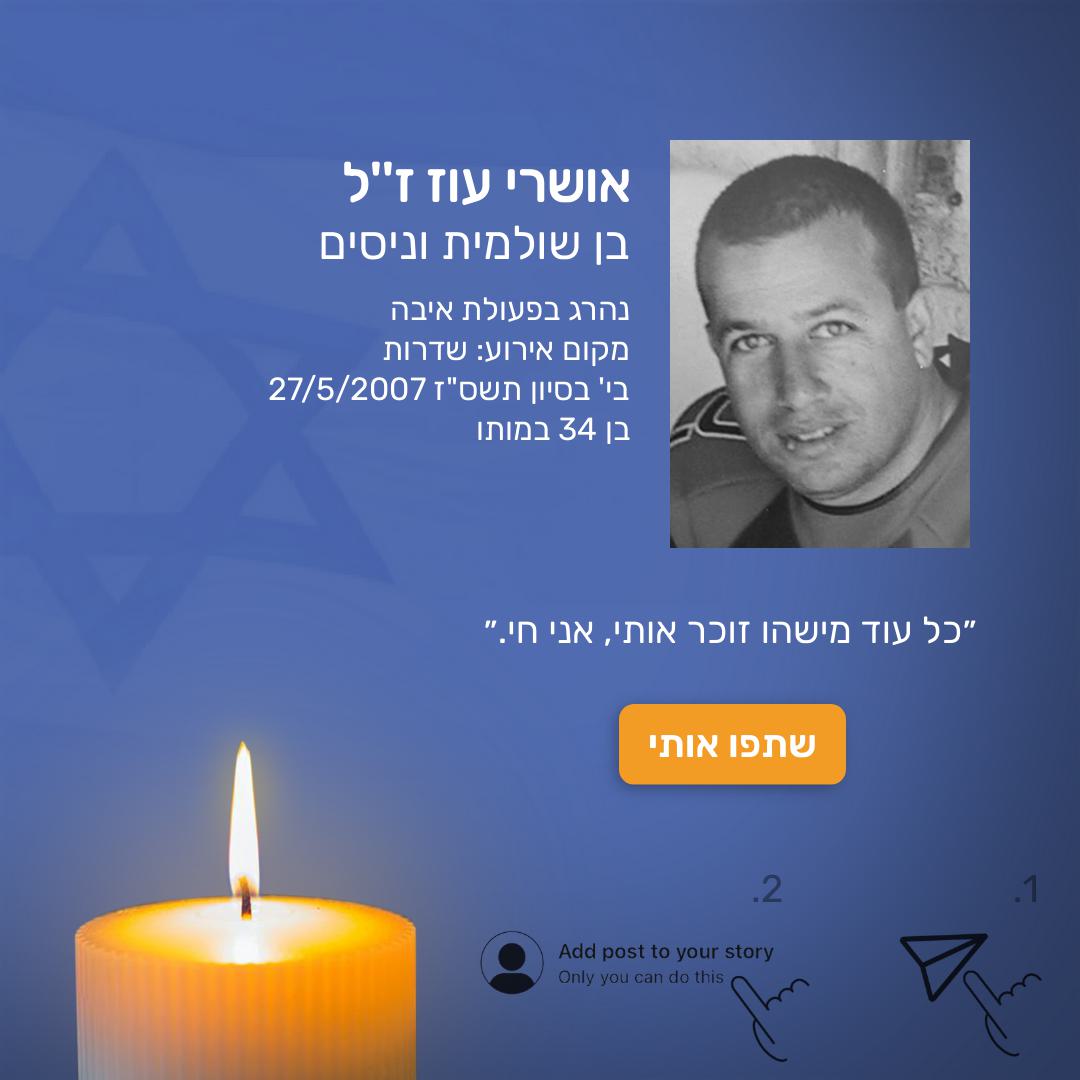 אושרי עוז ז"ל
בן שולמית וניסים
נהרג בפעולת איבה
מקום אירוע: שדרות
בי' בסיון תשס"ז 27/5/2007
בן 34 במותו
״כל עוד מישהו זוכר אותי, אני חי.״
שתפו אותי
.1
.2
Add post to your story
Only you can do this